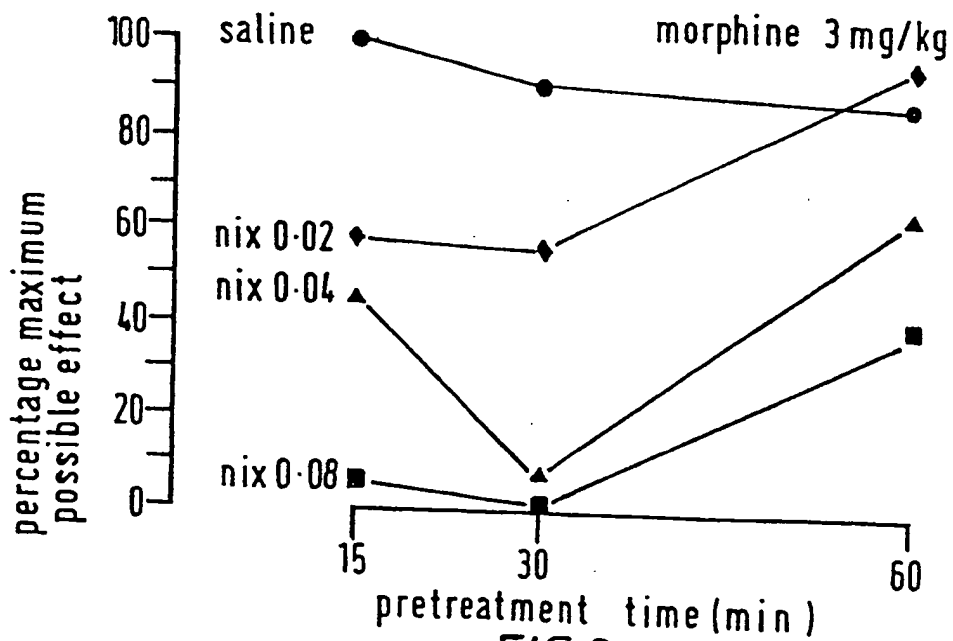 100
saline
morphine 3 mg/kg
80
60
nix 0·02
nix 0·04
40
20
nix 0·08
0
percentage maximum
possible effect
15
30
60
pretreatment time (min)